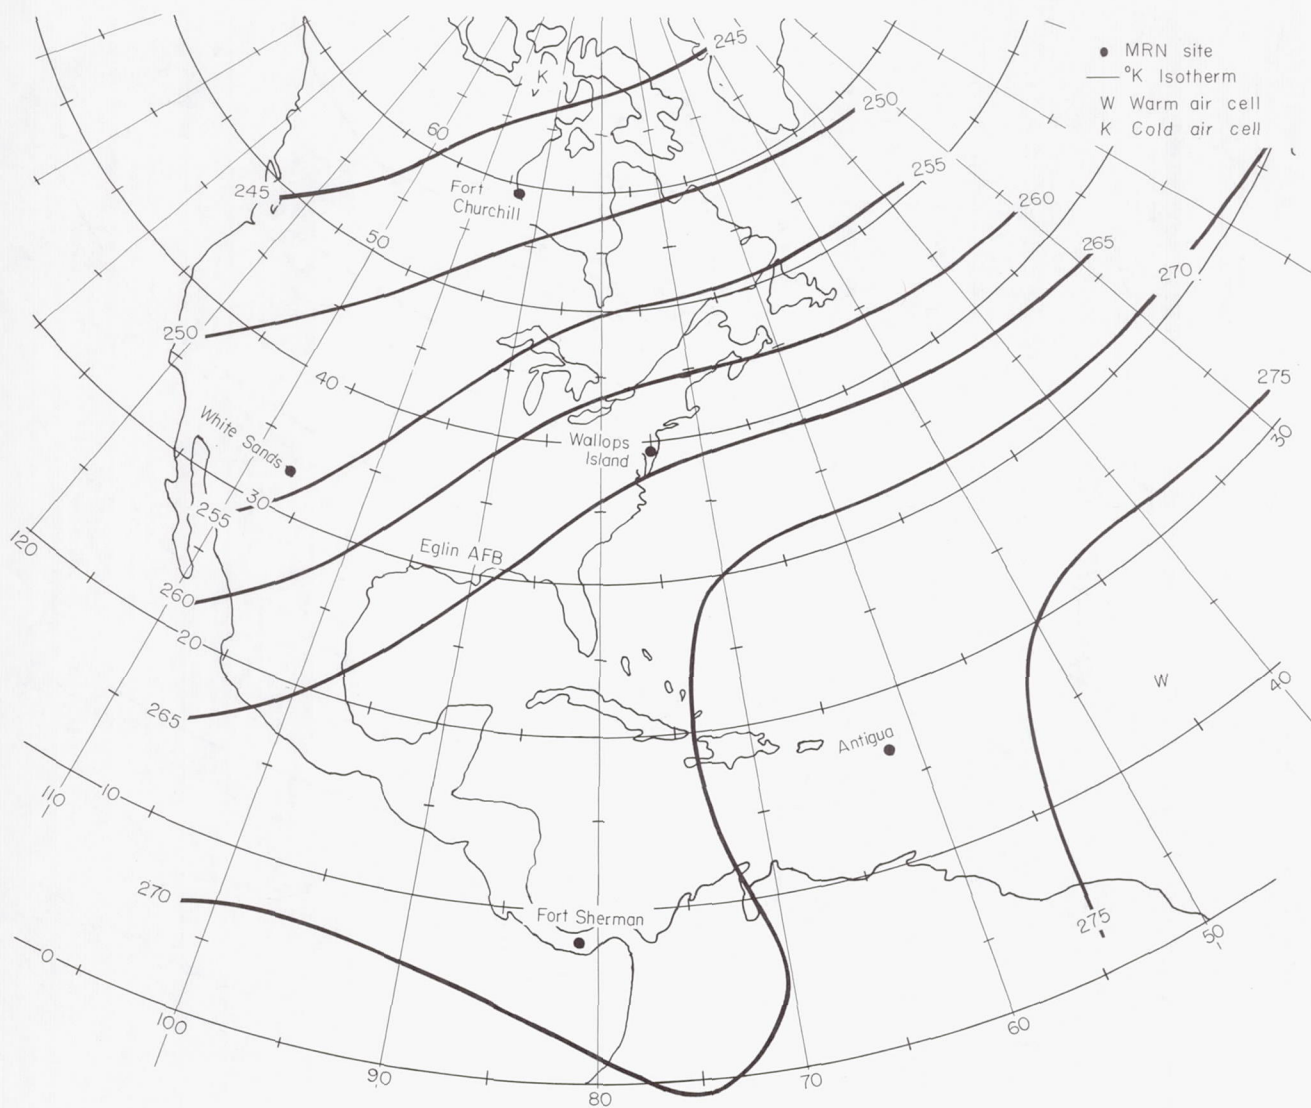 245
MRN site
°K Isotherm
W Warm air cell
K Cold air cell
K
250
60
255
245
Fort
Churchill
260
50
265
270
250
275
40
White Sands
30
Wallops
Island
30
255
120
Eglin AFB
260
20
W
40
265
Antigua
110
10
270
Fort Sherman
275
50
0
100
60
90
70
80